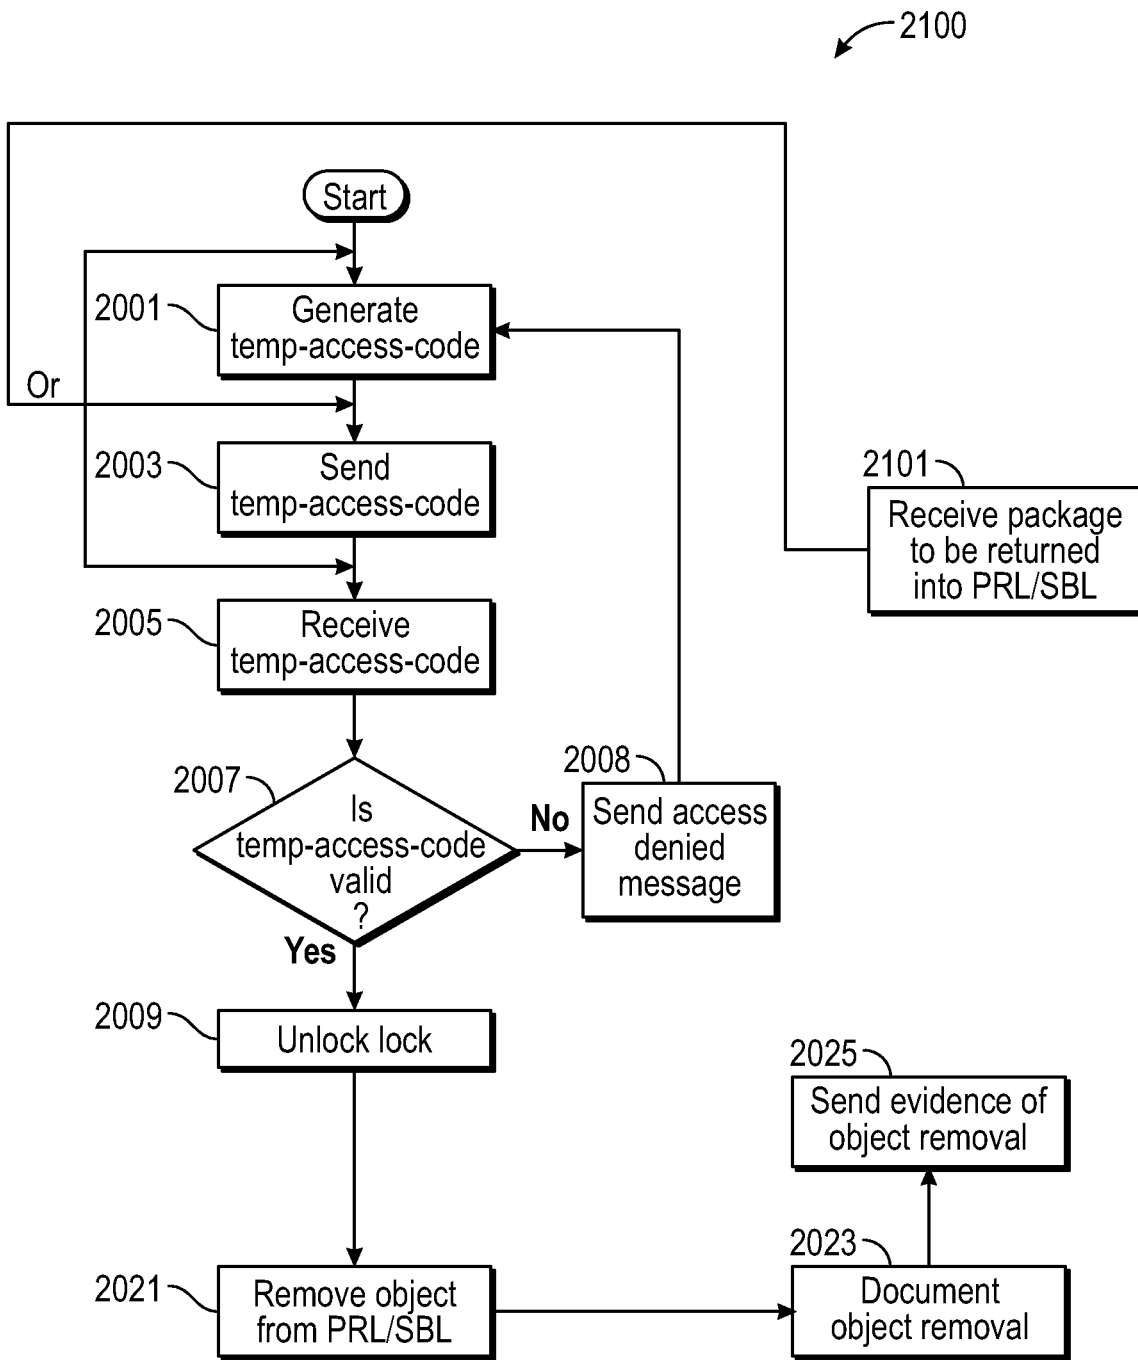 2100
Start
2001
Generate
temp-access-code
Or
2003
Send
temp-access-code
2101
Receive package
to be returned
into PRL/SBL
2005
Receive
temp-access-code
2007
Is
temp-access-code
valid
?
No
Yes
2008
Send access
denied
message
2009
Unlock lock
2025
Send evidence of
object removal
2021
Remove object
from PRL/SBL
2023
Document
object removal